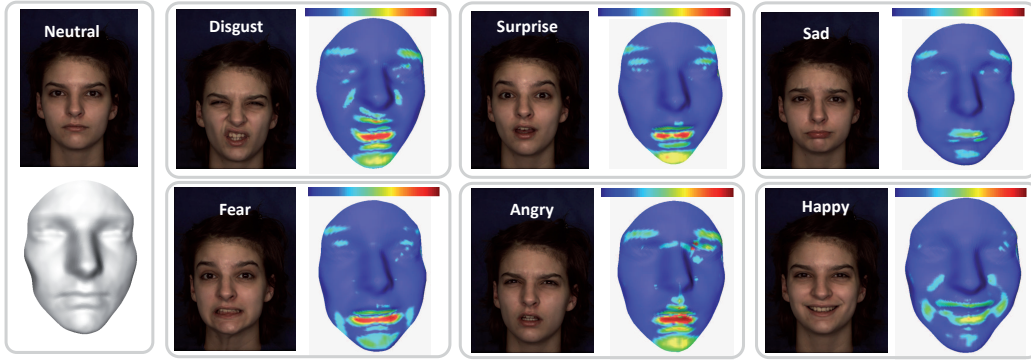 Neutral
Disgust
Surprise
Sad
Fear
Angry
Happy